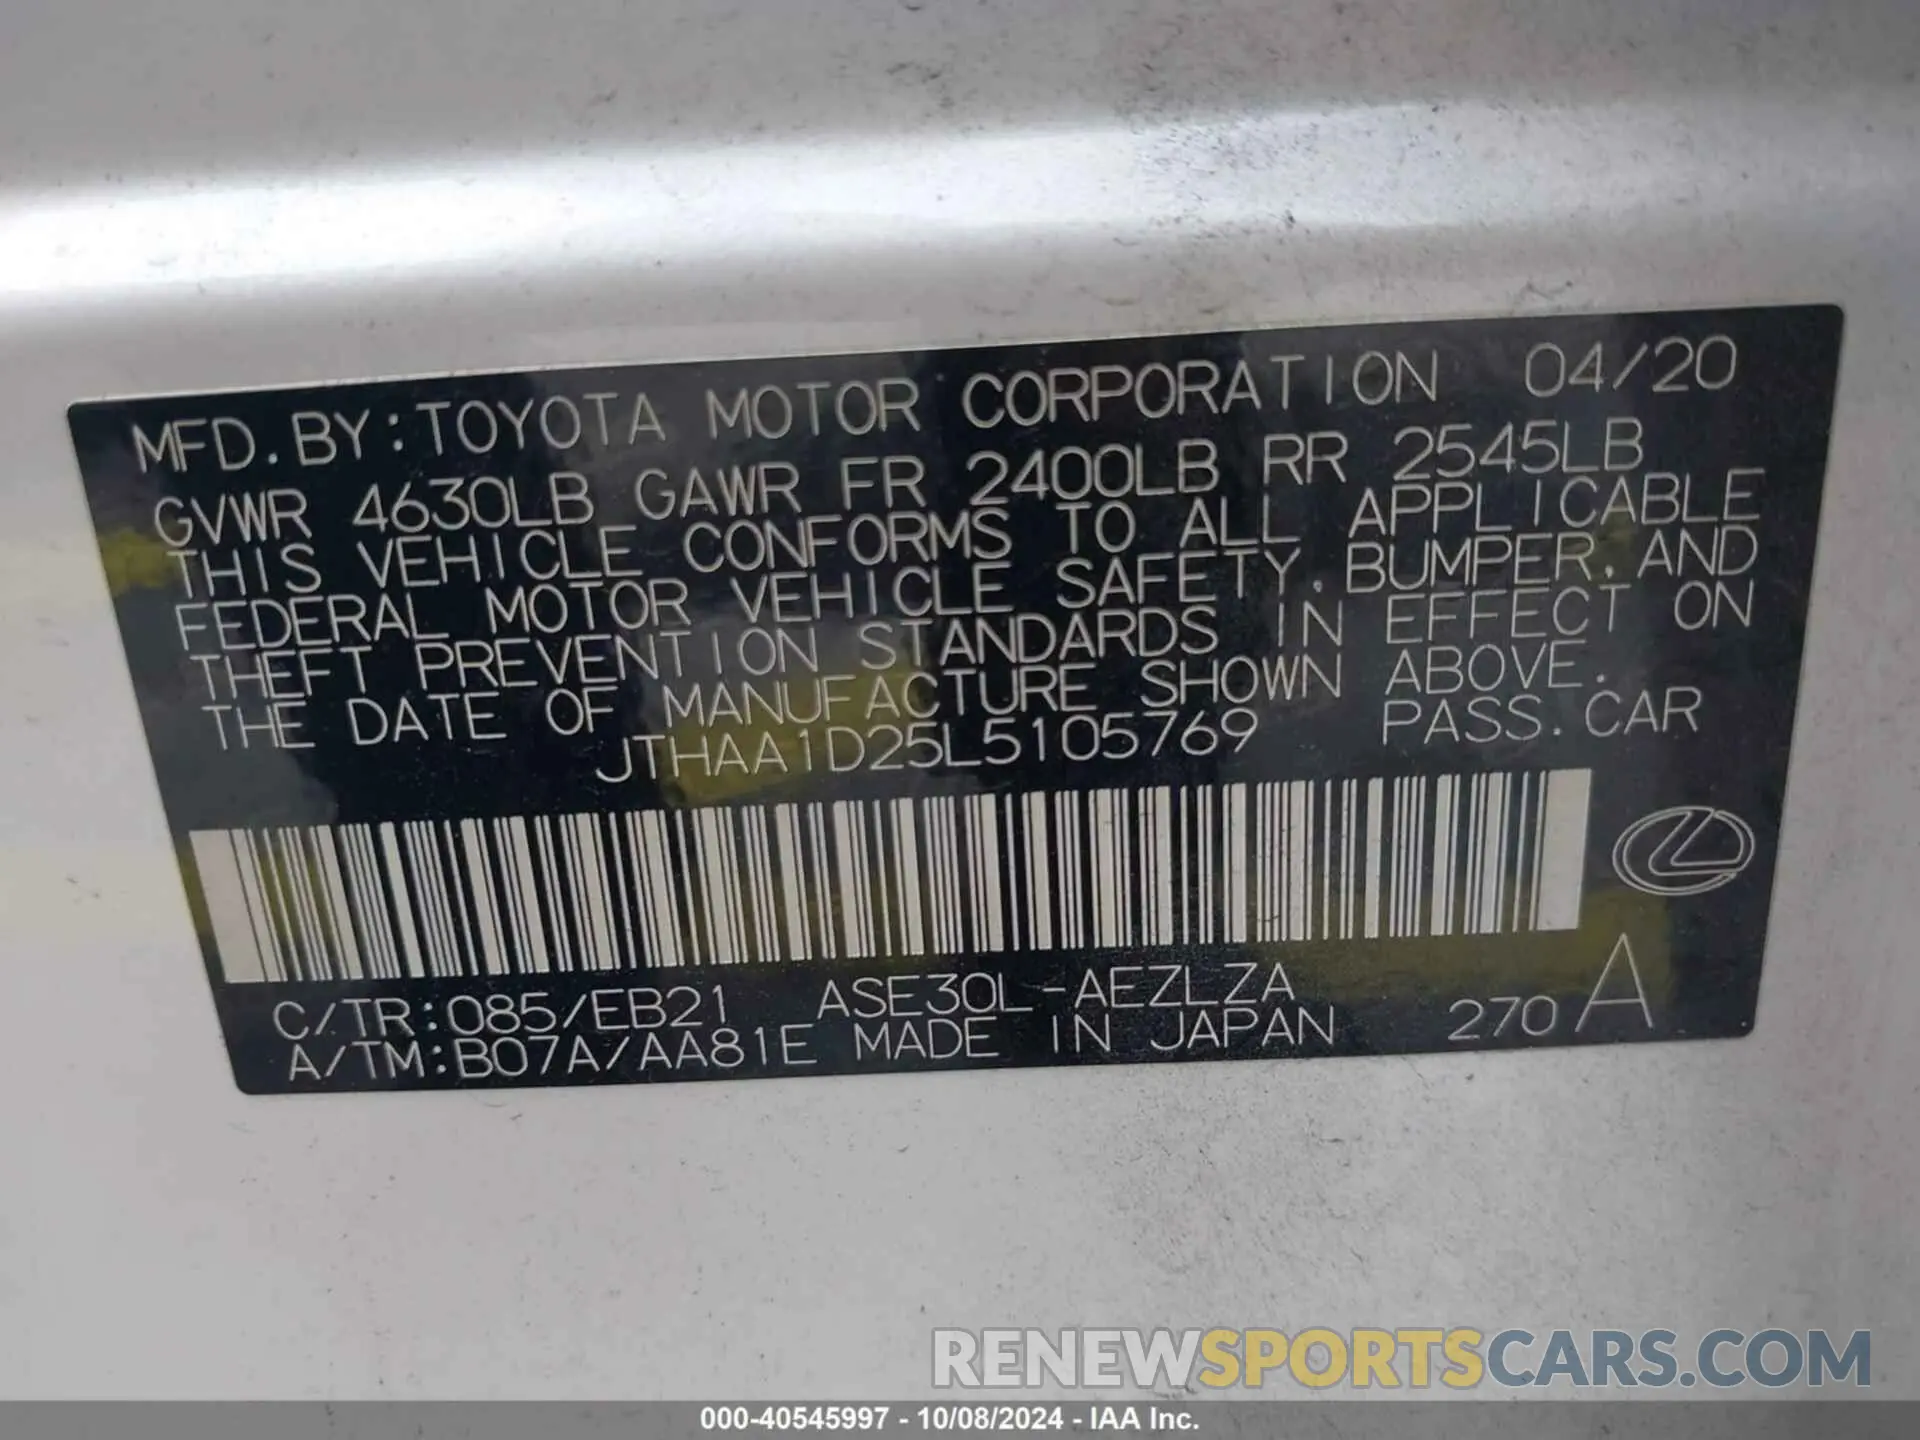 MFD. BY: TOYOTA MOTOR CORPORATION 04/20
GVWR 4630LB GAWR FR 2400LB RR 2545LB
THIS VEHICLE CONFORMS TO ALL APPLICABLE
FEDERAL MOTOR VEHICLE SAFETY, BUMPER, AND
THEFT PREVENTION STANDARDS IN EFFECT ON
THE DATE OF MANUFACTURE SHOWN ABOVE.
JTHAA1D25L5105769 PASS. CAR
C/TR: 085/EB21 ASE30L-AEZLZA
A/TM: B07A/AA81E MADE IN JAPAN 270 A
RENEWSPORTSCARS.COM
000-40545997 - 10/08/2024 - IAA Inc.